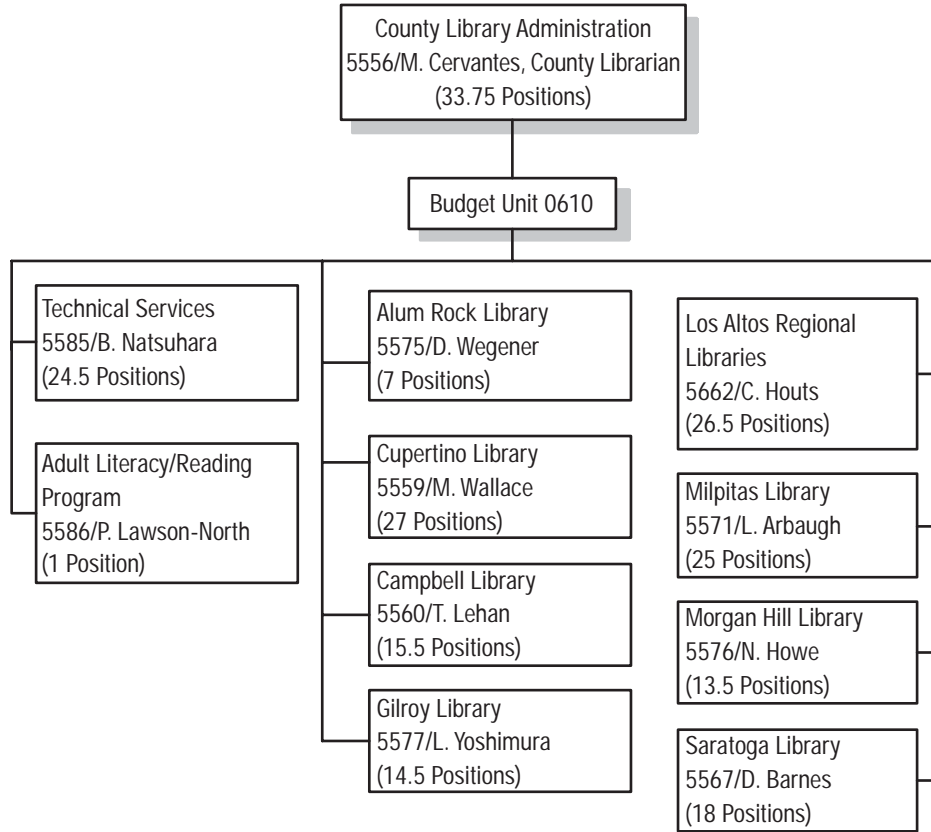 County Library Administration
5556/M. Cervantes, County Librarian
(33.75 Positions)
Budget Unit 0610
Technical Services
5585/B. Natsuhara
(24.5 Positions)
Adult Literacy/Reading
Program
5586/P. Lawson-North
(1 Position)
Alum Rock Library
5575/D. Wegener
(7 Positions)
Cupertino Library
5559/M. Wallace
(27 Positions)
Campbell Library
5560/T. Lehan
(15.5 Positions)
Gilroy Library
5577/L. Yoshimura
(14.5 Positions)
Los Altos Regional
Libraries
5662/C. Houts
(26.5 Positions)
Milpitas Library
5571/L. Arbaugh
(25 Positions)
Morgan Hill Library
5576/N. Howe
(13.5 Positions)
Saratoga Library
5567/D. Barnes
(18 Positions)